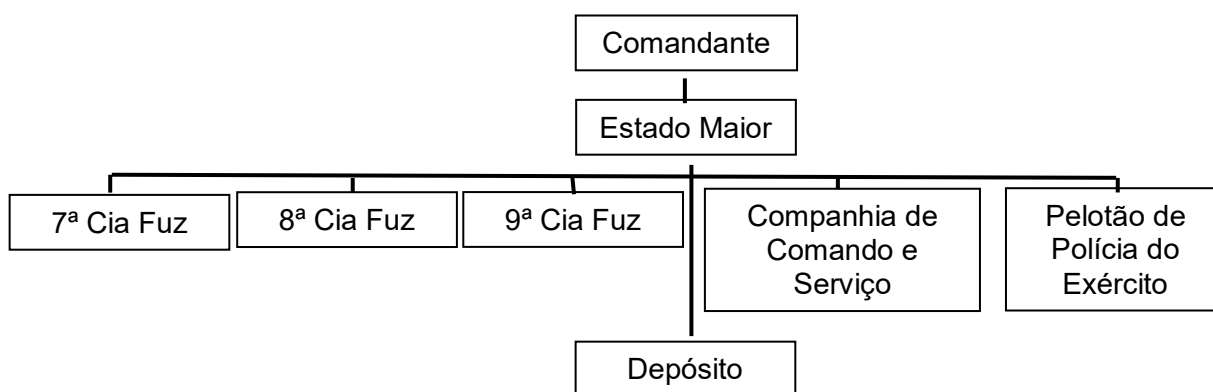 Comandante
Estado Maior
7ª Cia Fuz
8ª Cia Fuz
9ª Cia Fuz
Companhia de
Comando e
Serviço
Pelotão de
Polícia do
Exército
Depósito